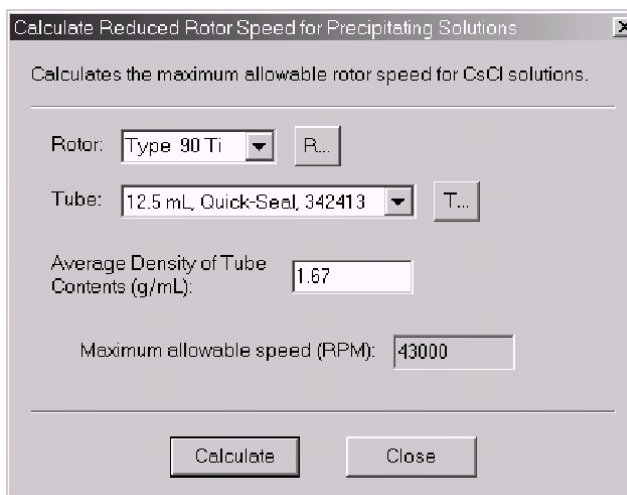 Calculate Reduced Rotor Speed for Precipitating Solutions
Calculates the maximum allowable rotor speed for CsCl solutions.
Rotor: Type 90 Ti R...
Tube: 12.5 mL, Quick-Seal, 342413 T...
Average Density of Tube
Contents (g/mL): 1.67
Maximum allowable speed (RPM): 43000
Calculate Close